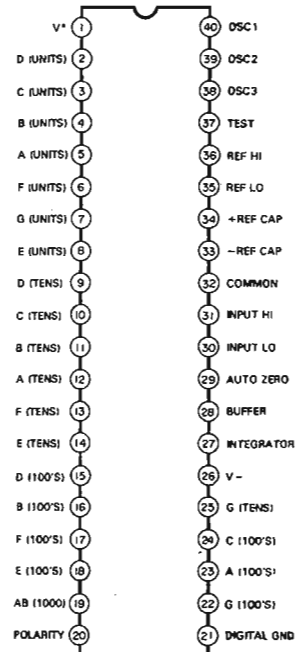 V+ 1 40 OSC1
D (UNITS) 2 39 OSC2
C (UNITS) 3 38 OSC3
B (UNITS) 4 37 TEST
A (UNITS) 5 36 REF HI
F (UNITS) 6 35 REF LO
G (UNITS) 7 34 +REF CAP
E (UNITS) 8 33 −REF CAP
D (TENS) 9 32 COMMON
C (TENS) 10 31 INPUT HI
B (TENS) 11 30 INPUT LO
A (TENS) 12 29 AUTO ZERO
F (TENS) 13 28 BUFFER
E (TENS) 14 27 INTEGRATOR
D (100'S) 15 26 V−
B (100'S) 16 25 G (TENS)
F (100'S) 17 24 C (100'S)
E (100'S) 18 23 A (100'S)
AB (1000) 19 22 G (100'S)
POLARITY 20 21 DIGITAL GND